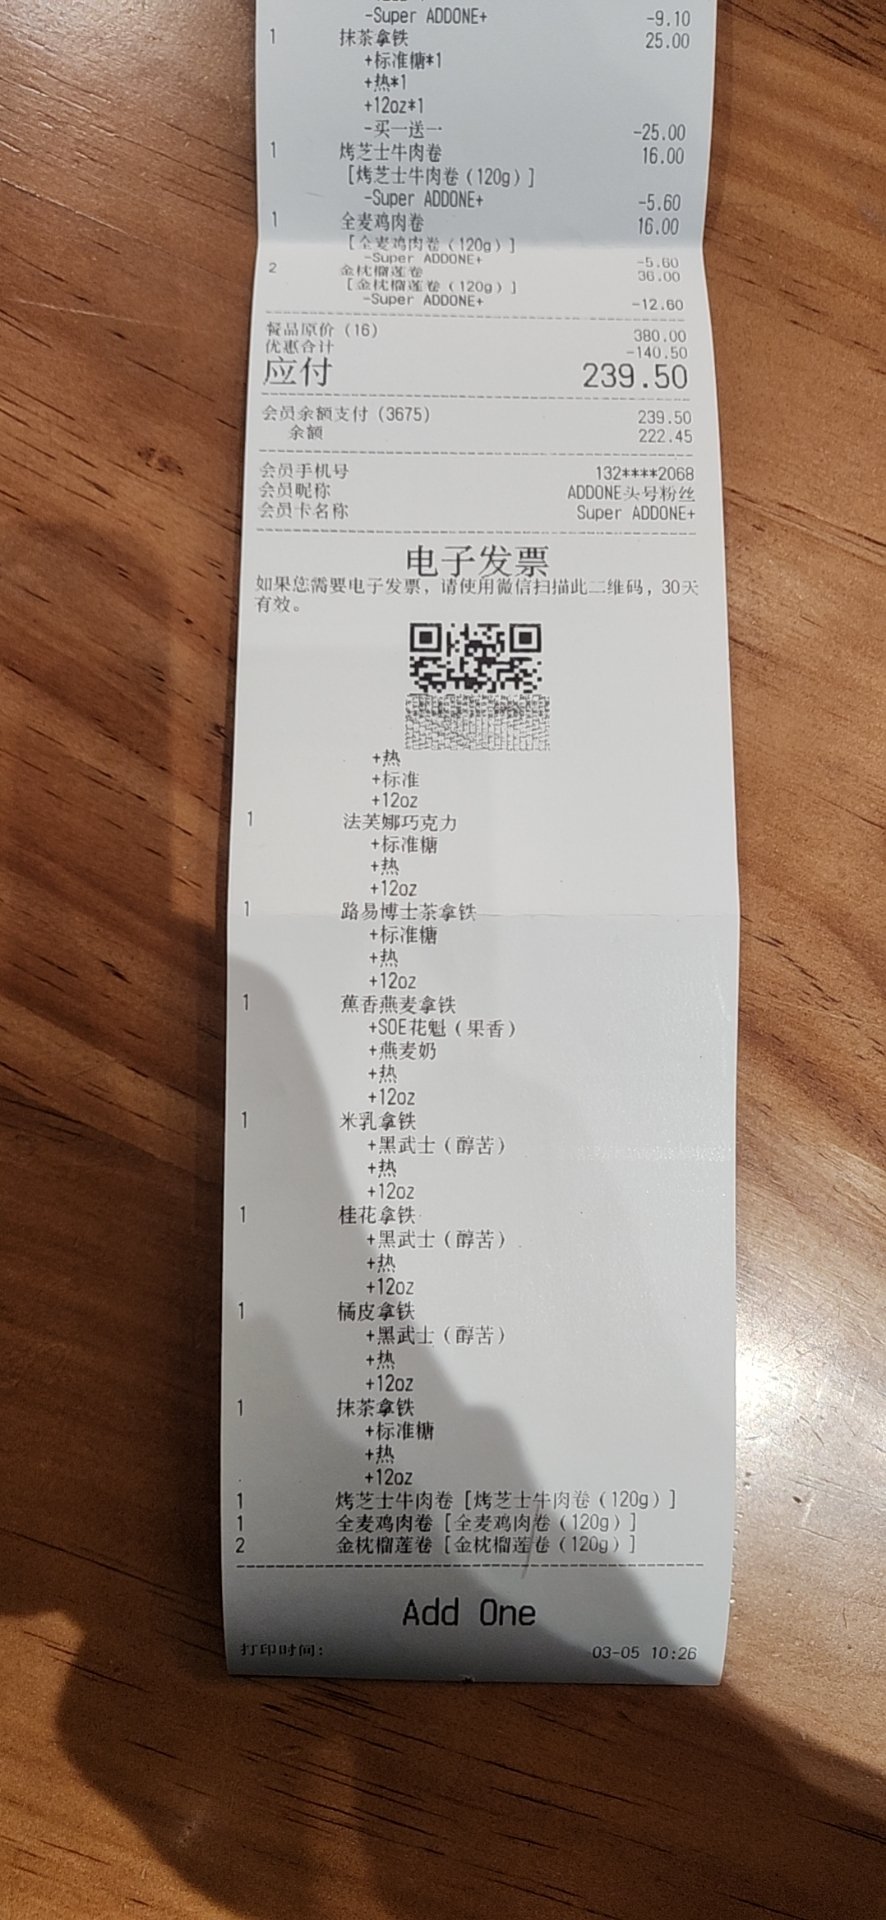 -Super ADDONE+ -9.10
1 抹茶拿铁 25.00
+标准糖*1
+热*1
+12oz*1
-买一送一 -25.00
1 烤芝士牛肉卷 16.00
[烤芝士牛肉卷(120g)]
-Super ADDONE+ -5.60
1 全麦鸡肉卷 16.00
[全麦鸡肉卷(120g)]
-Super ADDONE+ -5.60
2 金枕榴莲卷 36.00
[金枕榴莲卷(120g)]
-Super ADDONE+ -12.60
餐品原价(16) 380.00
优惠合计 -140.50
应付 239.50
会员余额支付(3675) 239.50
余额 222.45
会员手机号 132****2068
会员昵称 ADDONE头号粉丝
会员卡名称 Super ADDONE+
电子发票
如果您需要电子发票，请使用微信扫描此二维码，30天
有效。
+热
+标准
+12oz
1 法芙娜巧克力
+标准糖
+热
+12oz
1 路易博士茶拿铁
+标准糖
+热
+12oz
1 蕉香燕麦拿铁
+SOE花魁(果香)
+燕麦奶
+热
+12oz
1 米乳拿铁
+黑武士(醇苦)
+热
+12oz
1 桂花拿铁
+黑武士(醇苦)
+热
+12oz
1 橘皮拿铁
+黑武士(醇苦)
+热
+12oz
1 抹茶拿铁
+标准糖
+热
+12oz
1 烤芝士牛肉卷[烤芝士牛肉卷(120g)]
1 全麦鸡肉卷[全麦鸡肉卷(120g)]
2 金枕榴莲卷[金枕榴莲卷(120g)]
Add One
打印时间: 03-05 10:26